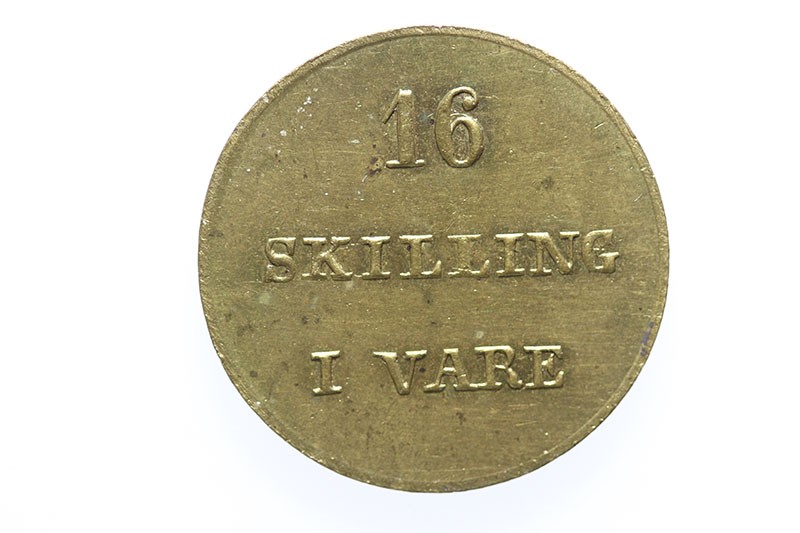 16
SKILLING
I VARE